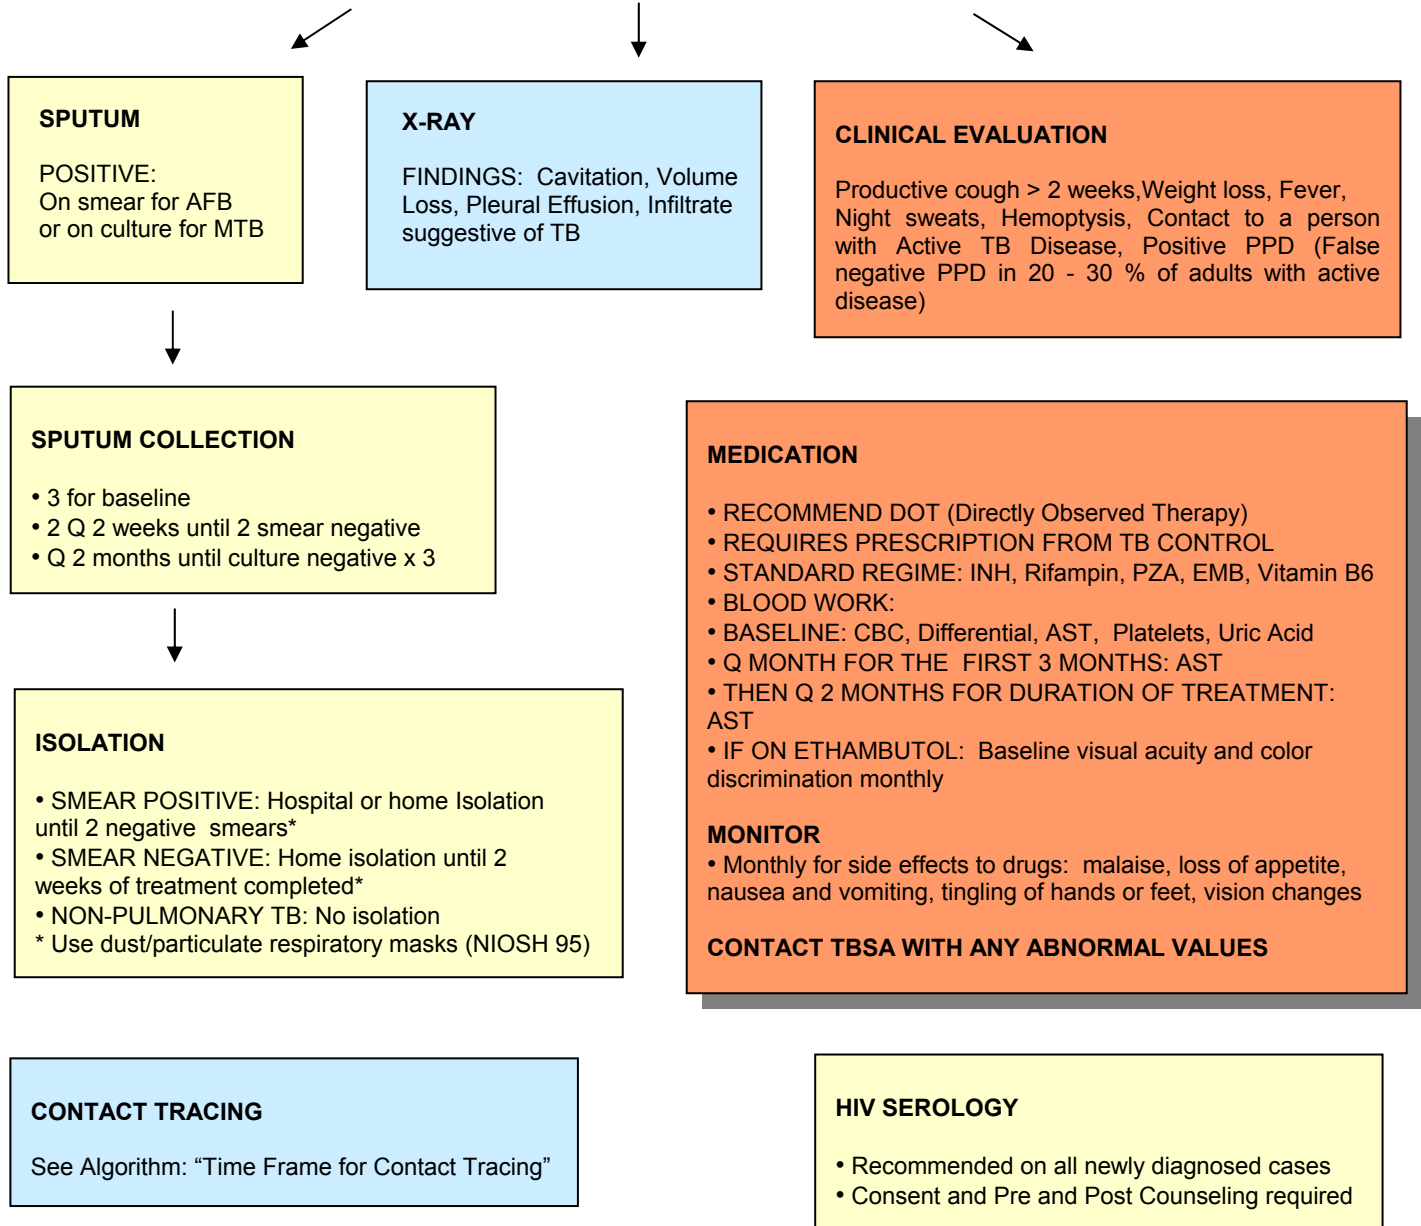 SPUTUM
POSITIVE:
On smear for AFB
or on culture for MTB
X-RAY
FINDINGS: Cavitation, Volume
Loss, Pleural Effusion, Infiltrate
suggestive of TB
CLINICAL EVALUATION
Productive cough > 2 weeks,Weight loss, Fever,
Night sweats, Hemoptysis, Contact to a person
with Active TB Disease, Positive PPD (False
negative PPD in 20 - 30 % of adults with active
disease)
SPUTUM COLLECTION
• 3 for baseline
• 2 Q 2 weeks until 2 smear negative
• Q 2 months until culture negative x 3
MEDICATION
• RECOMMEND DOT (Directly Observed Therapy)
• REQUIRES PRESCRIPTION FROM TB CONTROL
• STANDARD REGIME: INH, Rifampin, PZA, EMB, Vitamin B6
• BLOOD WORK:
• BASELINE: CBC, Differential, AST, Platelets, Uric Acid
• Q MONTH FOR THE FIRST 3 MONTHS: AST
• THEN Q 2 MONTHS FOR DURATION OF TREATMENT:
AST
• IF ON ETHAMBUTOL: Baseline visual acuity and color
discrimination monthly
MONITOR
• Monthly for side effects to drugs: malaise, loss of appetite,
nausea and vomiting, tingling of hands or feet, vision changes
CONTACT TBSA WITH ANY ABNORMAL VALUES
ISOLATION
• SMEAR POSITIVE: Hospital or home Isolation
until 2 negative smears*
• SMEAR NEGATIVE: Home isolation until 2
weeks of treatment completed*
• NON-PULMONARY TB: No isolation
* Use dust/particulate respiratory masks (NIOSH 95)
CONTACT TRACING
See Algorithm: “Time Frame for Contact Tracing”
HIV SEROLOGY
• Recommended on all newly diagnosed cases
• Consent and Pre and Post Counseling required